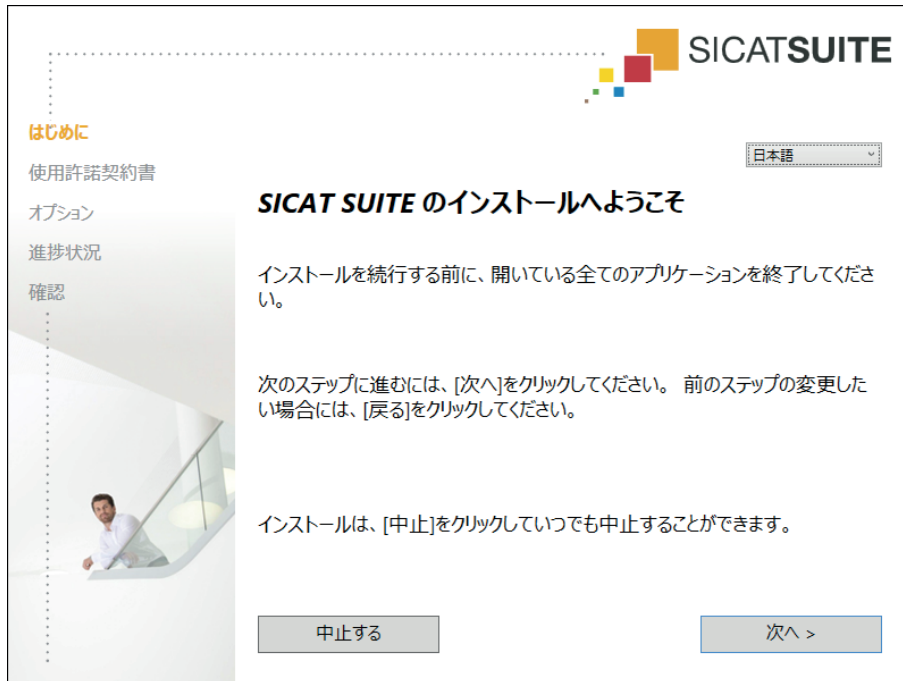 SICATSUITE
はじめに
使用許諾契約書
オプション
進捗状況
確認
日本語
SICAT SUITE のインストールへようこそ
インストールを続行する前に、開いている全てのアプリケーションを終了してくださ
い。
次のステップに進むには、[次へ]をクリックしてください。 前のステップの変更した
い場合には、[戻る]をクリックしてください。
インストールは、[中止]をクリックしていつでも中止することができます。
中止する
次へ >